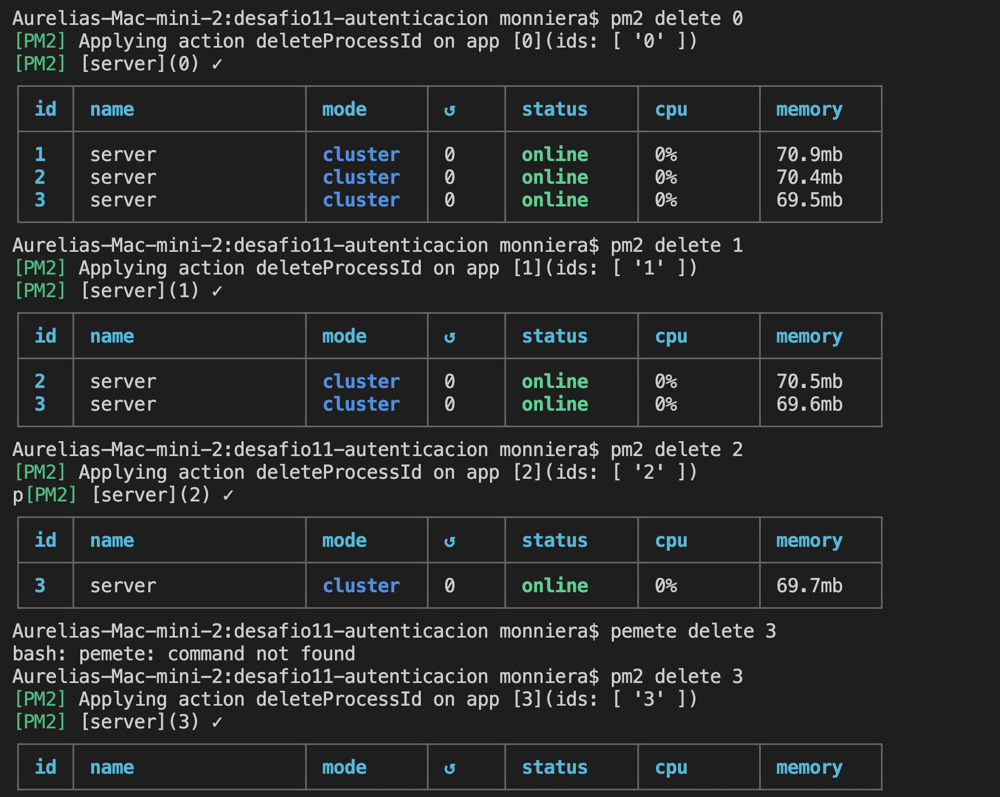 Aurelias-Mac-mini-2:desafio11-autenticacion monniera$ pm2 delete 0
[PM2] Applying action deleteProcessId on app [0](ids: [ '0' ])
[PM2] [server](0) ✓
id name mode ↺ status cpu memory
1 server cluster 0 online 0% 70.9mb
2 server cluster 0 online 0% 70.4mb
3 server cluster 0 online 0% 69.5mb
Aurelias-Mac-mini-2:desafio11-autenticacion monniera$ pm2 delete 1
[PM2] Applying action deleteProcessId on app [1](ids: [ '1' ])
[PM2] [server](1) ✓
id name mode ↺ status cpu memory
2 server cluster 0 online 0% 70.5mb
3 server cluster 0 online 0% 69.6mb
Aurelias-Mac-mini-2:desafio11-autenticacion monniera$ pm2 delete 2
[PM2] Applying action deleteProcessId on app [2](ids: [ '2' ])
p[PM2] [server](2) ✓
id name mode ↺ status cpu memory
3 server cluster 0 online 0% 69.7mb
Aurelias-Mac-mini-2:desafio11-autenticacion monniera$ pemete delete 3
bash: pemete: command not found
Aurelias-Mac-mini-2:desafio11-autenticacion monniera$ pm2 delete 3
[PM2] Applying action deleteProcessId on app [3](ids: [ '3' ])
[PM2] [server](3) ✓
id name mode ↺ status cpu memory